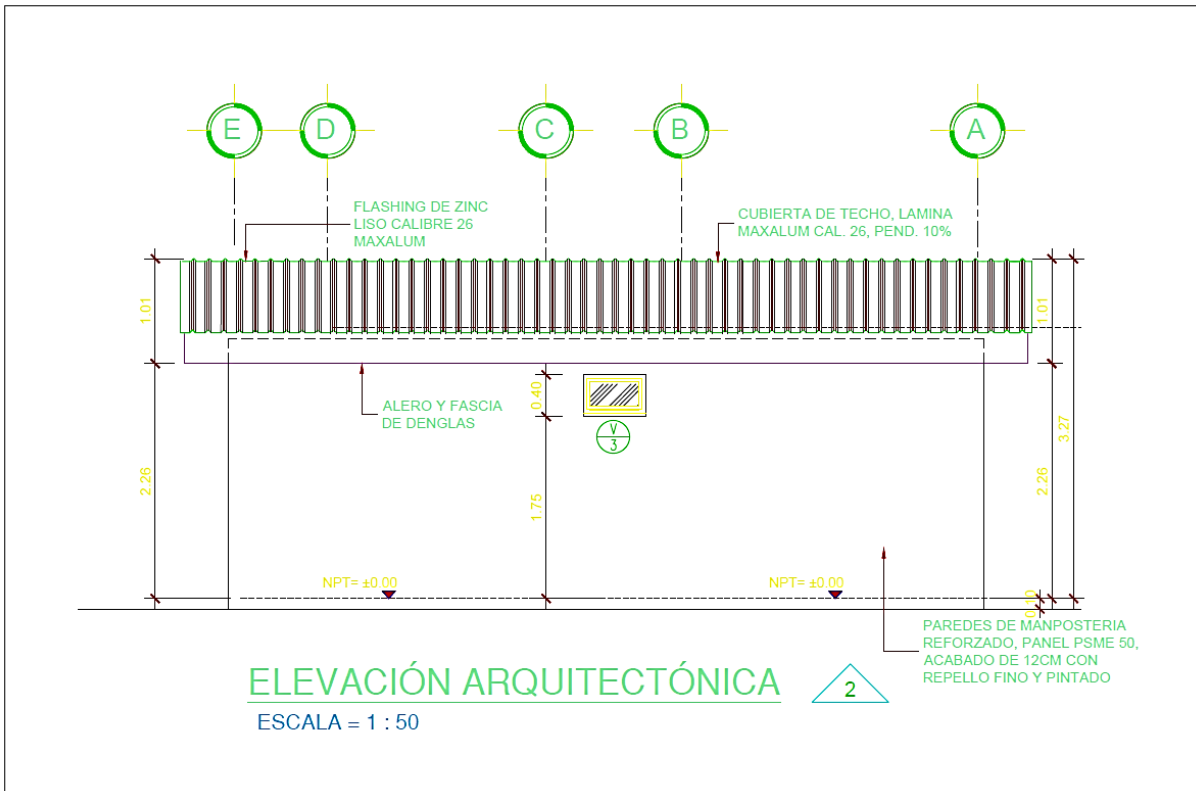 E
D
C
B
A
FLASHING DE ZINC
LISO CALIBRE 26
MAXALUM
CUBIERTA DE TECHO, LAMINA
MAXALUM CAL. 26, PEND. 10%
1.01
1.01
ALERO Y FASCIA
DE DENGLAS
0.40
V
3
2.26
1.75
2.26
3.27
NPT= ±0.00
NPT= ±0.00
0.10
PAREDES DE MANPOSTERIA
REFORZADO, PANEL PSME 50,
ACABADO DE 12CM CON
REPELLO FINO Y PINTADO
ELEVACIÓN ARQUITECTÓNICA
2
ESCALA = 1 : 50